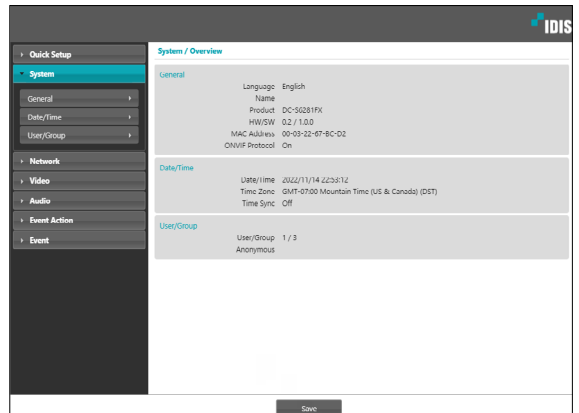 IDIS
Quick Setup
System
General
Date/Time
User/Group
Network
Video
Audio
Event Action
Event
System / Overview
General
Language English
Name
Product DC-S6281FX
HW/SW 0.2 / 1.0.0
MAC Address 00-03-22-67-BC-D2
ONVIF Protocol On
Date/Time
Date/Time 2022/11/14 22:53:12
Time Zone GMT-07:00 Mountain Time (US & Canada) (DST)
Time Sync Off
User/Group
User/Group 1 / 3
Anonymous
Save